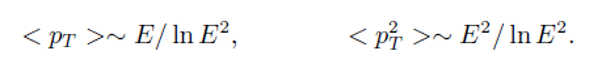 < p_T >∼ E/ ln E², < p_T² >∼ E²/ ln E².